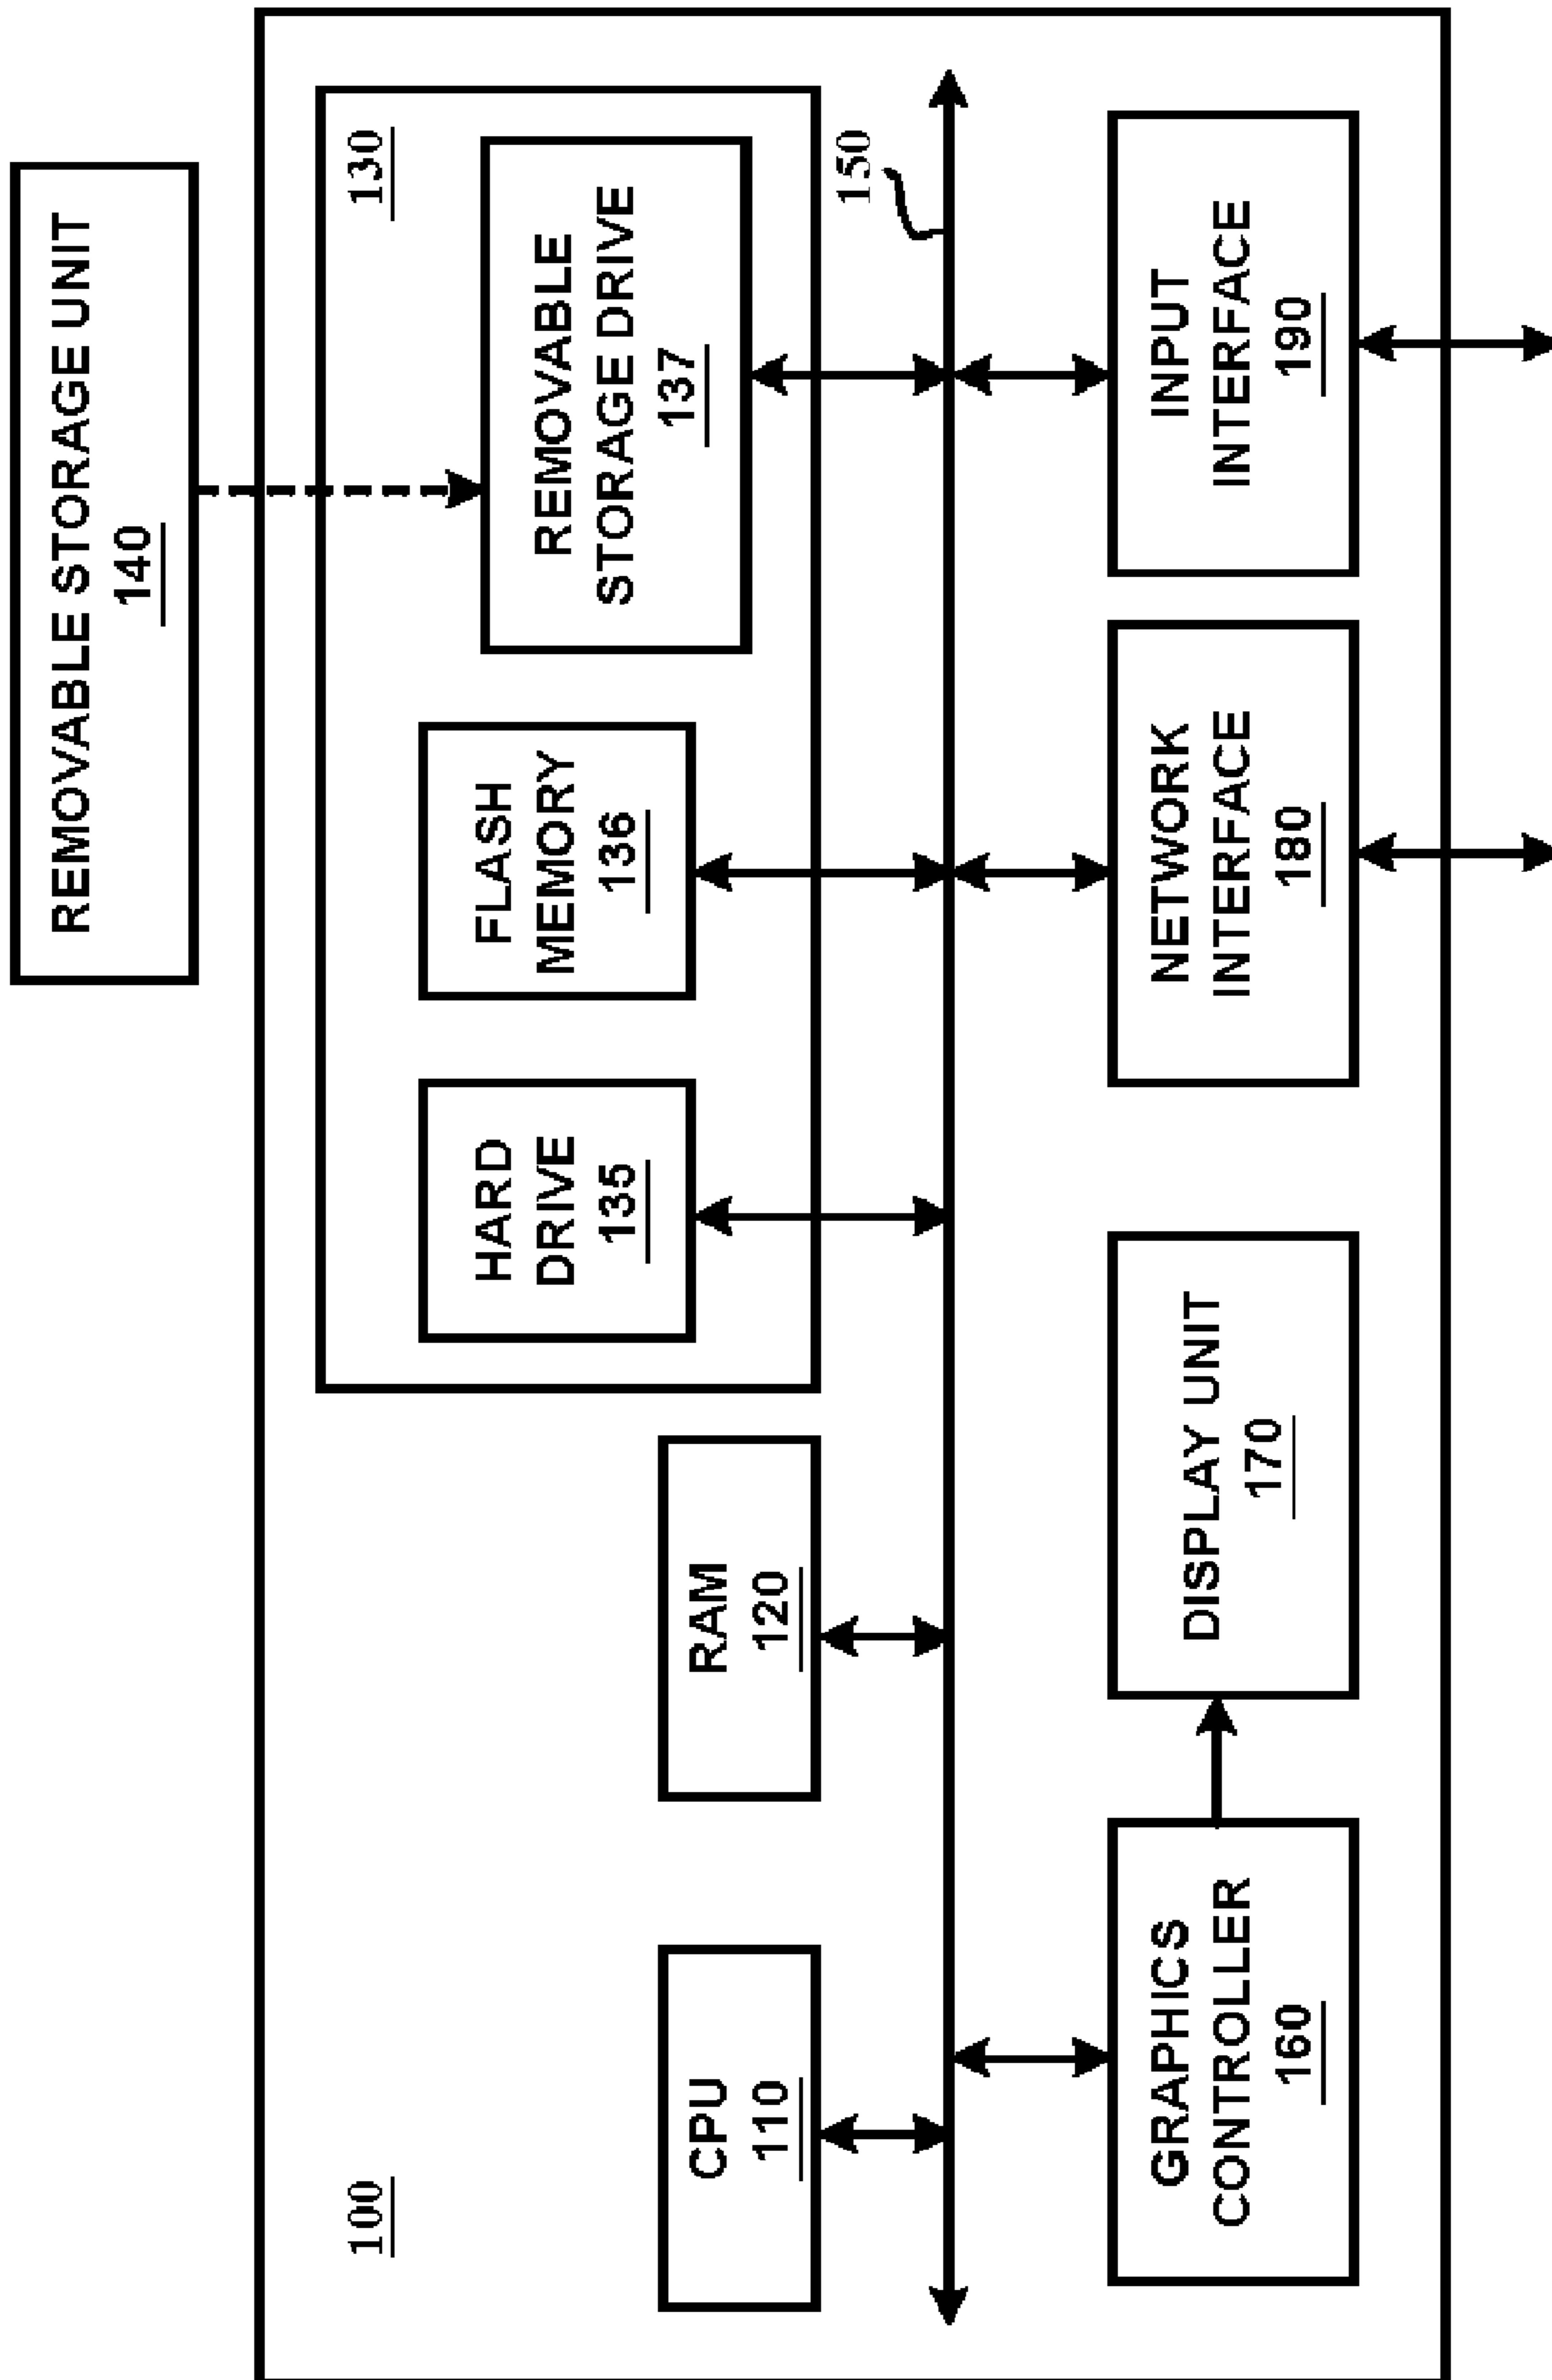 REMOVABLE STORAGE UNIT
140
100
130
CPU
110
RAM
120
HARD
DRIVE
135
FLASH
MEMORY
136
REMOVABLE
STORAGE DRIVE
137
150
GRAPHICS
CONTROLLER
160
DISPLAY UNIT
170
NETWORK
INTERFACE
180
INPUT
INTERFACE
190